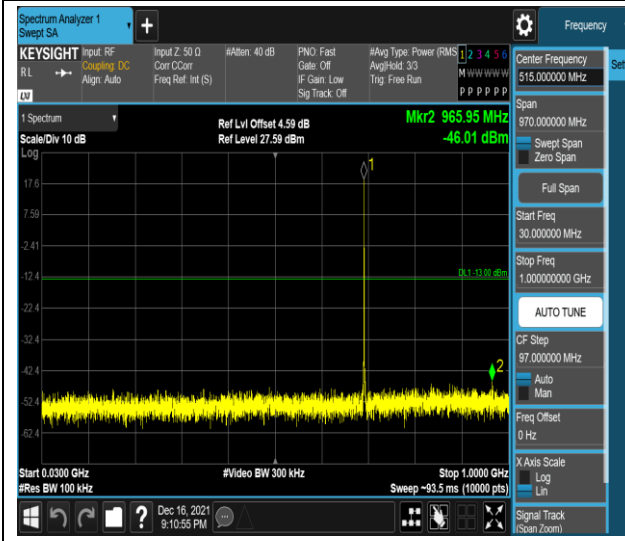 Spectrum Analyzer 1
Swept SA
+
Frequency
KEYSIGHT
RL
Input: RF
Coupling: DC
Align: Auto
Input Z: 50 Ω
Corr CCorr
Freq Ref: Int (S)
#Atten: 40 dB
PNO: Fast
Gate: Off
IF Gain: Low
Sig Track: Off
#Avg Type: Power (RMS
Avg|Hold: 3/3
Trig: Free Run
1 2 3 4 5 6
M W W W W W
P P P P P P
LXI
1 Spectrum
Scale/Div 10 dB
Log
Ref Lvl Offset 4.59 dB
Ref Level 27.59 dBm
Mkr2 965.95 MHz
-46.01 dBm
1
17.6
7.59
-2.41
-12.4
DL1 -13.00 dBm
-22.4
-32.4
-42.4
2
-52.4
-62.4
Start 0.0300 GHz
#Res BW 100 kHz
#Video BW 300 kHz
Stop 1.0000 GHz
Sweep ~93.5 ms (10000 pts)
Dec 16, 2021
9:10:55 PM
?
Center Frequency
515.000000 MHz
Set
Span
970.000000 MHz
Swept Span
Zero Span
Full Span
Start Freq
30.000000 MHz
Stop Freq
1.000000000 GHz
AUTO TUNE
CF Step
97.000000 MHz
Auto
Man
Freq Offset
0 Hz
X Axis Scale
Log
Lin
Signal Track
(Span Zoom)